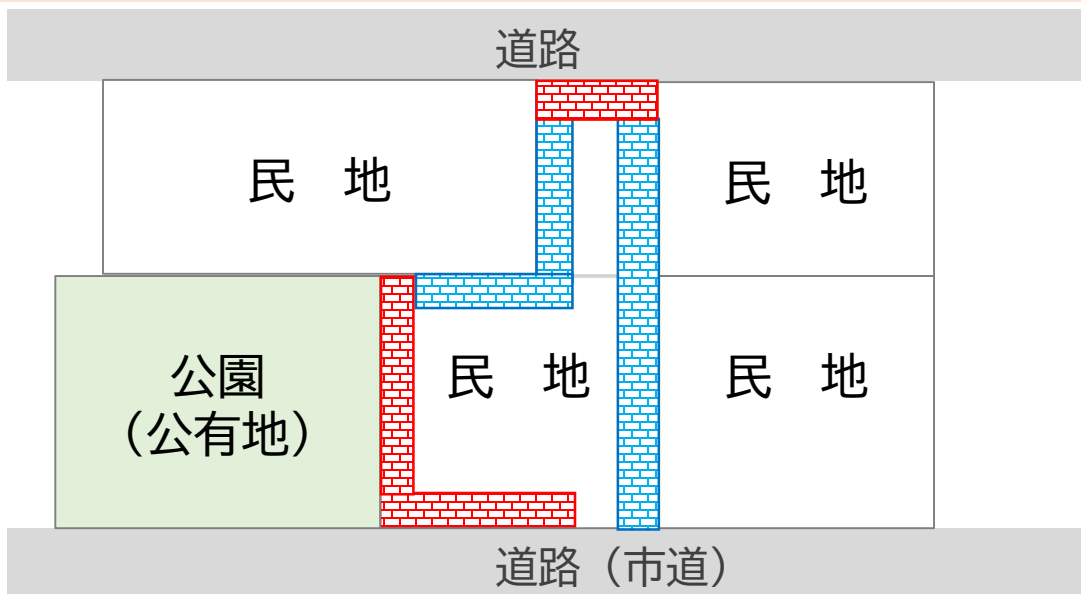 道路
民　地
民　地
公園
（公有地）
民　地
民　地
道路（市道）